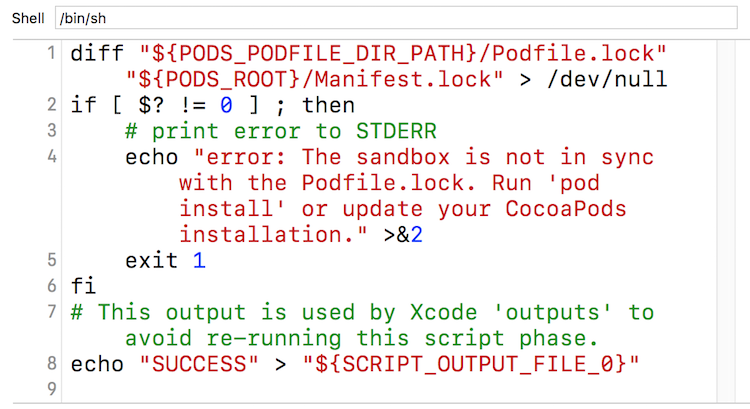 Shell /bin/sh
1 diff "${PODS_PODFILE_DIR_PATH}/Podfile.lock"
"${PODS_ROOT}/Manifest.lock" > /dev/null
2 if [ $? != 0 ] ; then
3 # print error to STDERR
4 echo "error: The sandbox is not in sync
with the Podfile.lock. Run 'pod
install' or update your CocoaPods
installation." >&2
5 exit 1
6 fi
7 # This output is used by Xcode 'outputs' to
avoid re-running this script phase.
8 echo "SUCCESS" > "${SCRIPT_OUTPUT_FILE_0}"
9